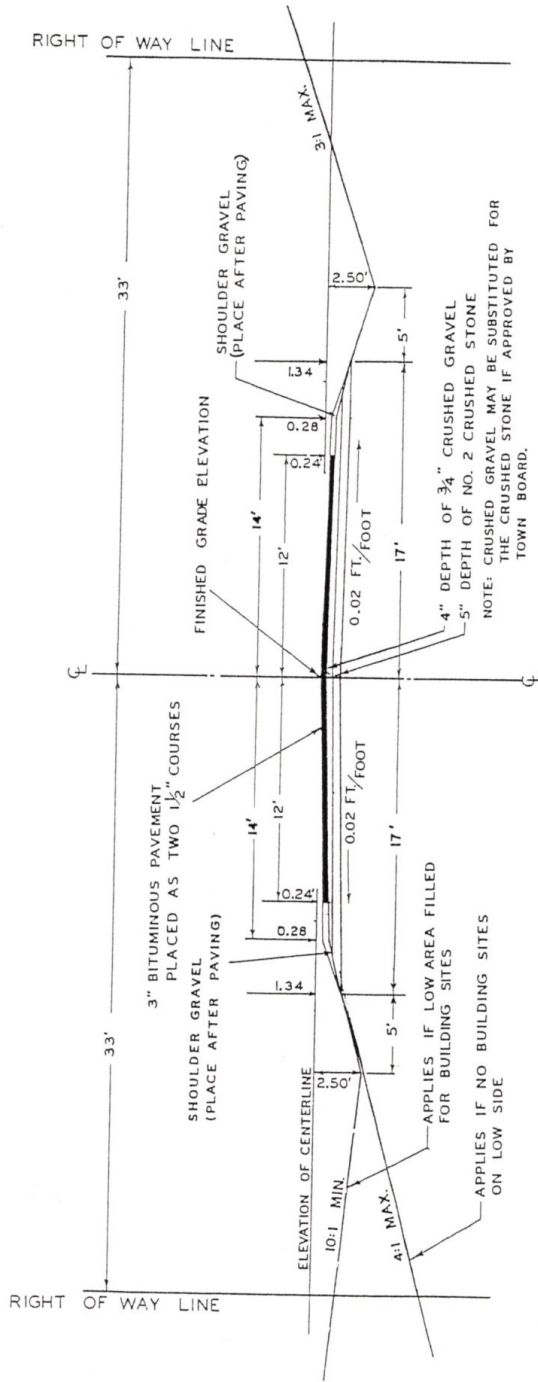 RIGHT OF WAY LINE
RIGHT OF WAY LINE
33'
33'
℄
℄
3" BITUMINOUS PAVEMENT
PLACED AS TWO 1 1/2" COURSES
FINISHED GRADE ELEVATION
SHOULDER GRAVEL
(PLACE AFTER PAVING)
SHOULDER GRAVEL
(PLACE AFTER PAVING)
14'
14'
12'
12'
0.24'
0.24'
0.28
0.28
1.34
1.34
ELEVATION OF CENTERLINE
2.50'
2.50'
3:1 MAX.
10:1 MIN.
4:1 MAX.
0.02 FT./FOOT
0.02 FT./FOOT
17'
17'
5'
5'
APPLIES IF LOW AREA FILLED
FOR BUILDING SITES
APPLIES IF NO BUILDING SITES
ON LOW SIDE
4" DEPTH OF 3/4" CRUSHED GRAVEL
5" DEPTH OF NO. 2 CRUSHED STONE
NOTE: CRUSHED GRAVEL MAY BE SUBSTITUTED FOR
THE CRUSHED STONE IF APPROVED BY
TOWN BOARD.